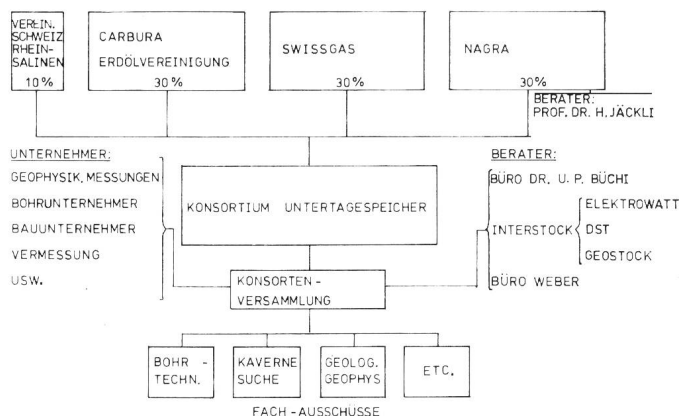 VEREIN.
SCHWEIZ
RHEIN-
SALINEN
10%
CARBURA
ERDÖLVEREINIGUNG
30%
SWISSGAS
30%
NAGRA
30%
BERATER:
PROF. DR. H. JÄCKLI
UNTERNEHMER:
GEOPHYSIK. MESSUNGEN
BOHRUNTERNEHMER
BAUUNTERNEHMER
VERMESSUNG
USW.
KONSORTIUM UNTERTAGESPEICHER
BERATER:
BÜRO DR. U. P. BÜCHI
INTERSTOCK
ELEKTROWATT
DST
GEOSTOCK
BÜRO WEBER
KONSORTEN-
VERSAMMLUNG
BOHR -
TECHN.
KAVERNE
SUCHE
GEOLOG.
GEOPHYS
ETC.
FACH-AUSSCHÜSSE